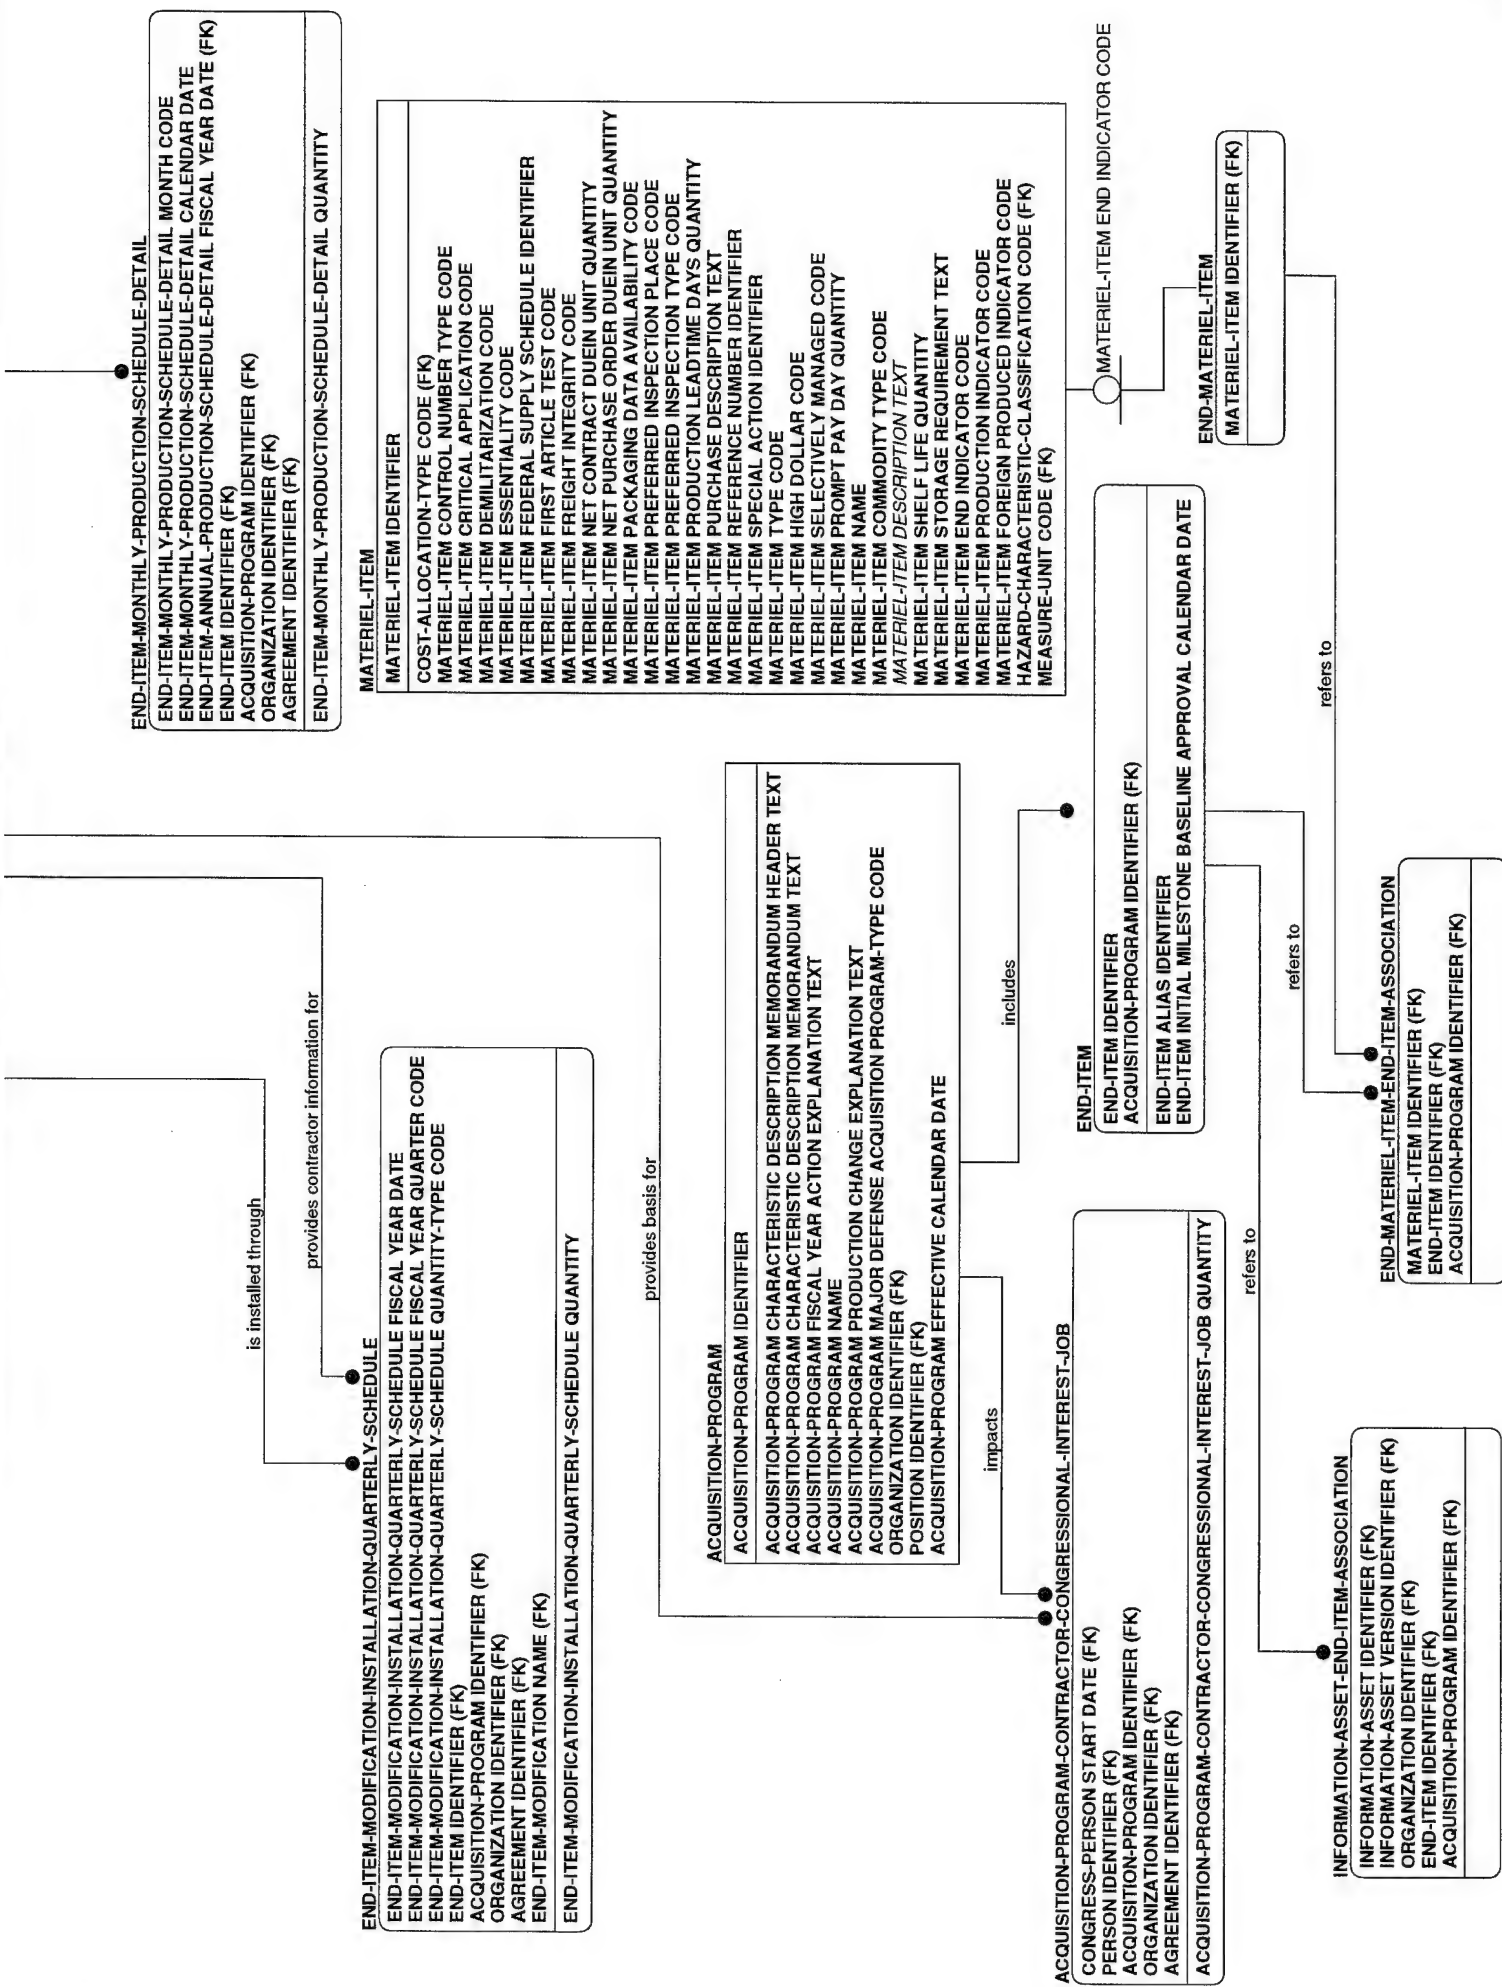 END-ITEM-MONTHLY-PRODUCTION-SCHEDULE-DETAIL
END-ITEM-MONTHLY-PRODUCTION-SCHEDULE-DETAIL MONTH CODE
END-ITEM-MONTHLY-PRODUCTION-SCHEDULE-DETAIL CALENDAR DATE
END-ITEM-ANNUAL-PRODUCTION-SCHEDULE-DETAIL FISCAL YEAR DATE (FK)
END-ITEM IDENTIFIER (FK)
ACQUISITION-PROGRAM IDENTIFIER (FK)
ORGANIZATION IDENTIFIER (FK)
AGREEMENT IDENTIFIER (FK)
END-ITEM-MONTHLY-PRODUCTION-SCHEDULE-DETAIL QUANTITY
is installed through
provides contractor information for
END-ITEM-MODIFICATION-INSTALLATION-QUARTERLY-SCHEDULE
END-ITEM-MODIFICATION-INSTALLATION-QUARTERLY-SCHEDULE FISCAL YEAR DATE
END-ITEM-MODIFICATION-INSTALLATION-QUARTERLY-SCHEDULE FISCAL YEAR QUARTER CODE
END-ITEM-MODIFICATION-INSTALLATION-QUARTERLY-SCHEDULE QUANTITY-TYPE CODE
END-ITEM IDENTIFIER (FK)
ACQUISITION-PROGRAM IDENTIFIER (FK)
ORGANIZATION IDENTIFIER (FK)
AGREEMENT IDENTIFIER (FK)
END-ITEM-MODIFICATION NAME (FK)
END-ITEM-MODIFICATION-INSTALLATION-QUARTERLY-SCHEDULE QUANTITY
provides basis for
MATERIEL-ITEM
MATERIEL-ITEM IDENTIFIER
COST-ALLOCATION-TYPE CODE (FK)
MATERIEL-ITEM CONTROL NUMBER TYPE CODE
MATERIEL-ITEM CRITICAL APPLICATION CODE
MATERIEL-ITEM DEMILITARIZATION CODE
MATERIEL-ITEM ESSENTIALITY CODE
MATERIEL-ITEM FEDERAL SUPPLY SCHEDULE IDENTIFIER
MATERIEL-ITEM FIRST ARTICLE TEST CODE
MATERIEL-ITEM FREIGHT INTEGRITY CODE
MATERIEL-ITEM NET CONTRACT DUEIN UNIT QUANTITY
MATERIEL-ITEM NET PURCHASE ORDER DUEIN UNIT QUANTITY
MATERIEL-ITEM PACKAGING DATA AVAILABILITY CODE
MATERIEL-ITEM PREFERRED INSPECTION PLACE CODE
MATERIEL-ITEM PREFERRED INSPECTION TYPE CODE
MATERIEL-ITEM PRODUCTION LEADTIME DAYS QUANTITY
MATERIEL-ITEM PURCHASE DESCRIPTION TEXT
MATERIEL-ITEM REFERENCE NUMBER IDENTIFIER
MATERIEL-ITEM SPECIAL ACTION IDENTIFIER
MATERIEL-ITEM TYPE CODE
MATERIEL-ITEM HIGH DOLLAR CODE
MATERIEL-ITEM SELECTIVELY MANAGED CODE
MATERIEL-ITEM PROMPT PAY DAY QUANTITY
MATERIEL-ITEM NAME
MATERIEL-ITEM COMMODITY TYPE CODE
MATERIEL-ITEM DESCRIPTION TEXT
MATERIEL-ITEM SHELF LIFE QUANTITY
MATERIEL-ITEM STORAGE REQUIREMENT TEXT
MATERIEL-ITEM END INDICATOR CODE
MATERIEL-ITEM PRODUCTION INDICATOR CODE
MATERIEL-ITEM FOREIGN PRODUCED INDICATOR CODE
HAZARD-CHARACTERISTIC-CLASSIFICATION CODE (FK)
MEASURE-UNIT CODE (FK)
MATERIEL-ITEM END INDICATOR CODE
END-MATERIEL-ITEM
MATERIEL-ITEM IDENTIFIER (FK)
ACQUISITION-PROGRAM
ACQUISITION-PROGRAM IDENTIFIER
ACQUISITION-PROGRAM CHARACTERISTIC DESCRIPTION MEMORANDUM HEADER TEXT
ACQUISITION-PROGRAM CHARACTERISTIC DESCRIPTION MEMORANDUM TEXT
ACQUISITION-PROGRAM FISCAL YEAR ACTION EXPLANATION TEXT
ACQUISITION-PROGRAM NAME
ACQUISITION-PROGRAM PRODUCTION CHANGE EXPLANATION TEXT
ACQUISITION-PROGRAM MAJOR DEFENSE ACQUISITION PROGRAM-TYPE CODE
ORGANIZATION IDENTIFIER (FK)
POSITION IDENTIFIER (FK)
ACQUISITION-PROGRAM EFFECTIVE CALENDAR DATE
impacts
includes
ACQUISITION-PROGRAM-CONTRACTOR-CONGRESSIONAL-INTEREST-JOB
CONGRESS-PERSON START DATE (FK)
PERSON IDENTIFIER (FK)
ACQUISITION-PROGRAM IDENTIFIER (FK)
ORGANIZATION IDENTIFIER (FK)
AGREEMENT IDENTIFIER (FK)
ACQUISITION-PROGRAM-CONTRACTOR-CONGRESSIONAL-INTEREST-JOB QUANTITY
END-ITEM
END-ITEM IDENTIFIER
ACQUISITION-PROGRAM IDENTIFIER (FK)
END-ITEM ALIAS IDENTIFIER
END-ITEM INITIAL MILESTONE BASELINE APPROVAL CALENDAR DATE
refers to
refers to
refers to
INFORMATION-ASSET-END-ITEM-ASSOCIATION
INFORMATION-ASSET IDENTIFIER (FK)
INFORMATION-ASSET VERSION IDENTIFIER (FK)
ORGANIZATION IDENTIFIER (FK)
END-ITEM IDENTIFIER (FK)
ACQUISITION-PROGRAM IDENTIFIER (FK)
END-MATERIEL-ITEM-END-ITEM-ASSOCIATION
MATERIEL-ITEM IDENTIFIER (FK)
END-ITEM IDENTIFIER (FK)
ACQUISITION-PROGRAM IDENTIFIER (FK)